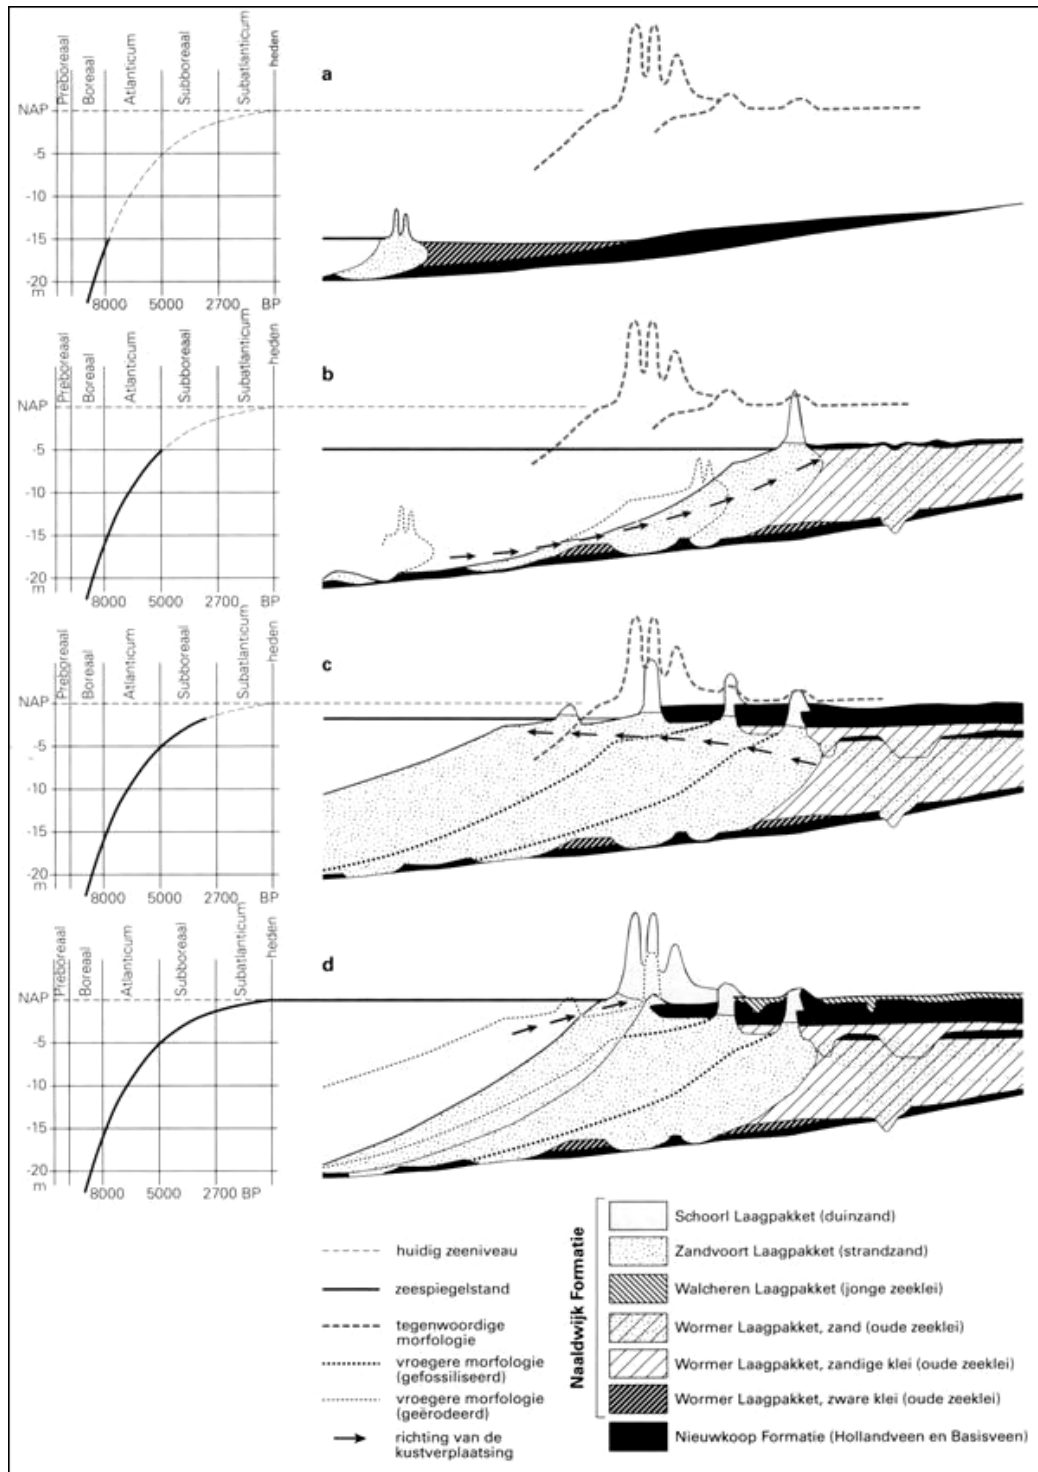 Preboreaal
Boreaal
Atlanticum
Subboreaal
Subatlanticum
heden
a
NAP
-5
-10
-15
-20
m
8000 5000 2700 BP
Preboreaal
Boreaal
Atlanticum
Subboreaal
Subatlanticum
heden
b
NAP
-5
-10
-15
-20
m
8000 5000 2700 BP
Preboreaal
Boreaal
Atlanticum
Subboreaal
Subatlanticum
heden
c
NAP
-5
-10
-15
-20
m
8000 5000 2700 BP
Preboreaal
Boreaal
Atlanticum
Subboreaal
Subatlanticum
heden
d
NAP
-5
-10
-15
-20
m
8000 5000 2700 BP
huidig zeeniveau
zeespiegelstand
tegenwoordige
morfologie
vroegere morfologie
(gefossiliseerd)
vroegere morfologie
(geërodeerd)
richting van de
kustverplaatsing
Naaldwijk Formatie
Schoorl Laagpakket (duinzand)
Zandvoort Laagpakket (strandzand)
Walcheren Laagpakket (jonge zeeklei)
Wormer Laagpakket, zand (oude zeeklei)
Wormer Laagpakket, zandige klei (oude zeeklei)
Wormer Laagpakket, zware klei (oude zeeklei)
Nieuwkoop Formatie (Hollandveen en Basisveen)